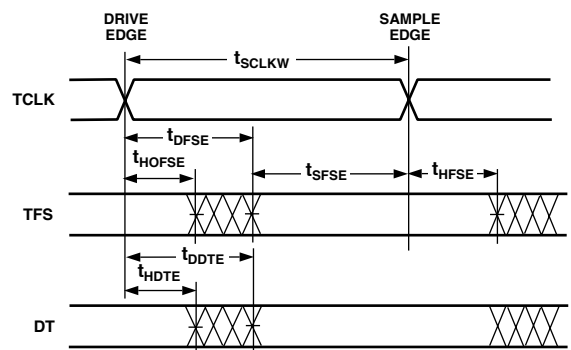 DRIVE EDGE
SAMPLE EDGE
tSCLKW
TCLK
tDFSE
tHOFSE
tSFSE
tHFSE
TFS
tDDTE
tHDTE
DT